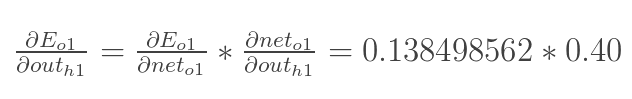 ∂E_{o1}/∂out_{h1} = ∂E_{o1}/∂net_{o1} * ∂net_{o1}/∂out_{h1} = 0.138498562 * 0.40